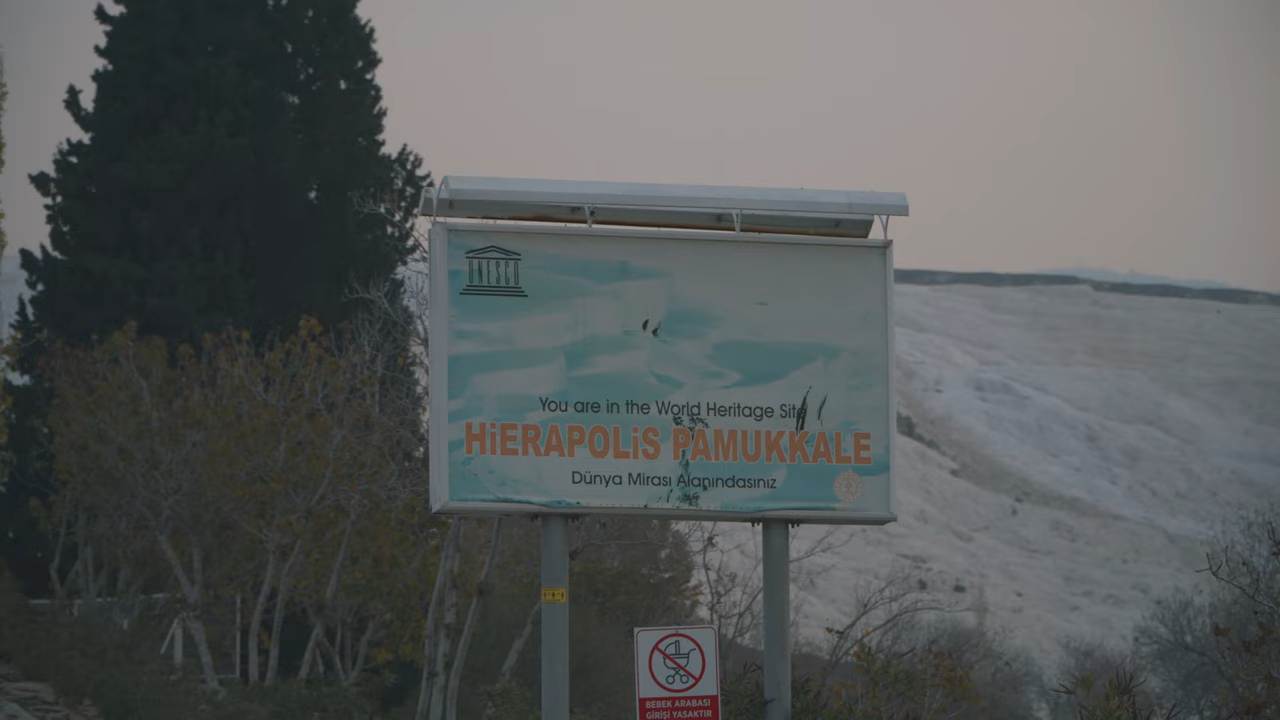 UNESCO
You are in the World Heritage Site
HiERAPOLiS PAMUKKALE
Dünya Mirası Alanındasınız
BEBEK ARABASI
GİRİŞİ YASAKTIR